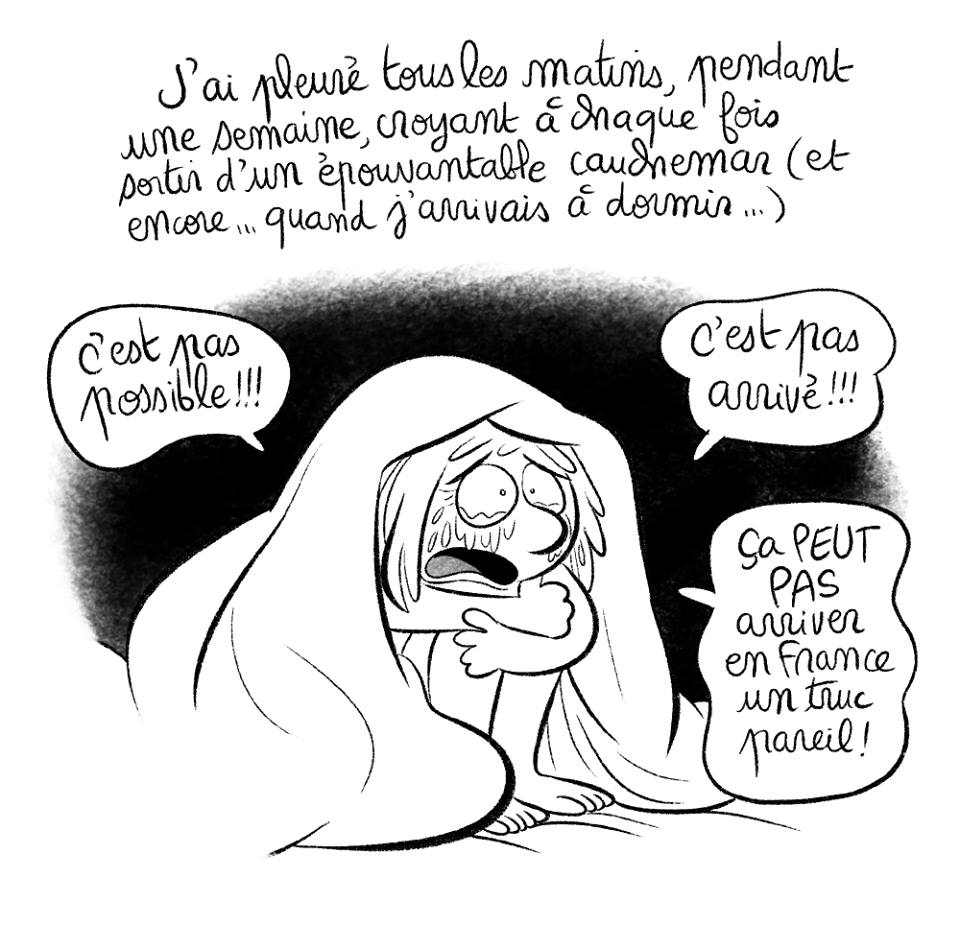 J'ai pleuré tous les matins, pendant
une semaine, croyant à chaque fois
sortir d'un épouvantable cauchemar (et
encore... quand j'arrivais à dormir...)
c'est pas
possible!!!
c'est pas
arrivé!!!
ça PEUT
PAS
arriver
en France
un truc
pareil!